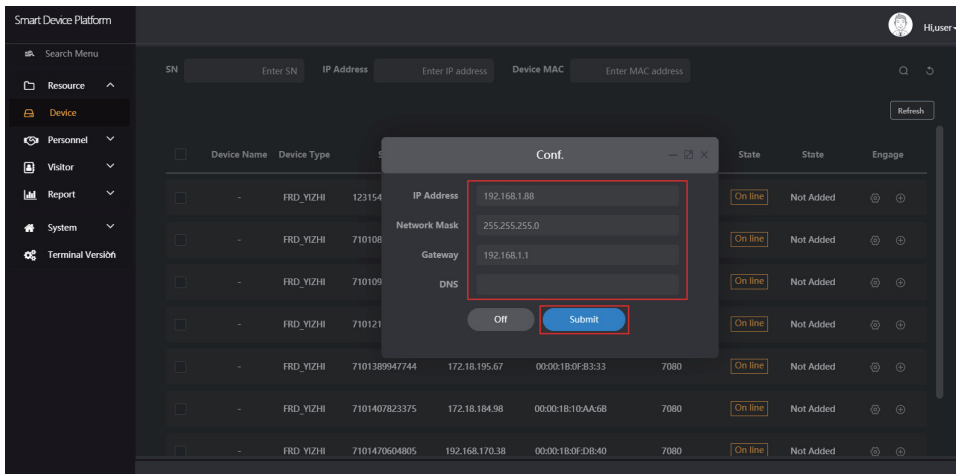 Smart Device Platform
Hi,user
Search Menu
SN Enter SN IP Address Enter IP address Device MAC Enter MAC address
Resource
Device
Refresh
Personnel
Visitor
Report
System
Terminal Version
Device Name Device Type S State State Engage
Conf.
IP Address 192.168.1.88
Network Mask 255.255.255.0
Gateway 192.168.1.1
DNS
Off Submit
- FRD_YIZHI 123154 On line Not Added
- FRD_YIZHI 710108 On line Not Added
- FRD_YIZHI 710109 On line Not Added
- FRD_YIZHI 710121 On line Not Added
- FRD_YIZHI 7101389947744 172.18.195.67 00:00:1B:0F:B3:33 7080 On line Not Added
- FRD_YIZHI 7101407823375 172.18.184.98 00:00:1B:10:AA:6B 7080 On line Not Added
- FRD_YIZHI 7101470604805 192.168.170.38 00:00:1B:0F:DB:40 7080 On line Not Added